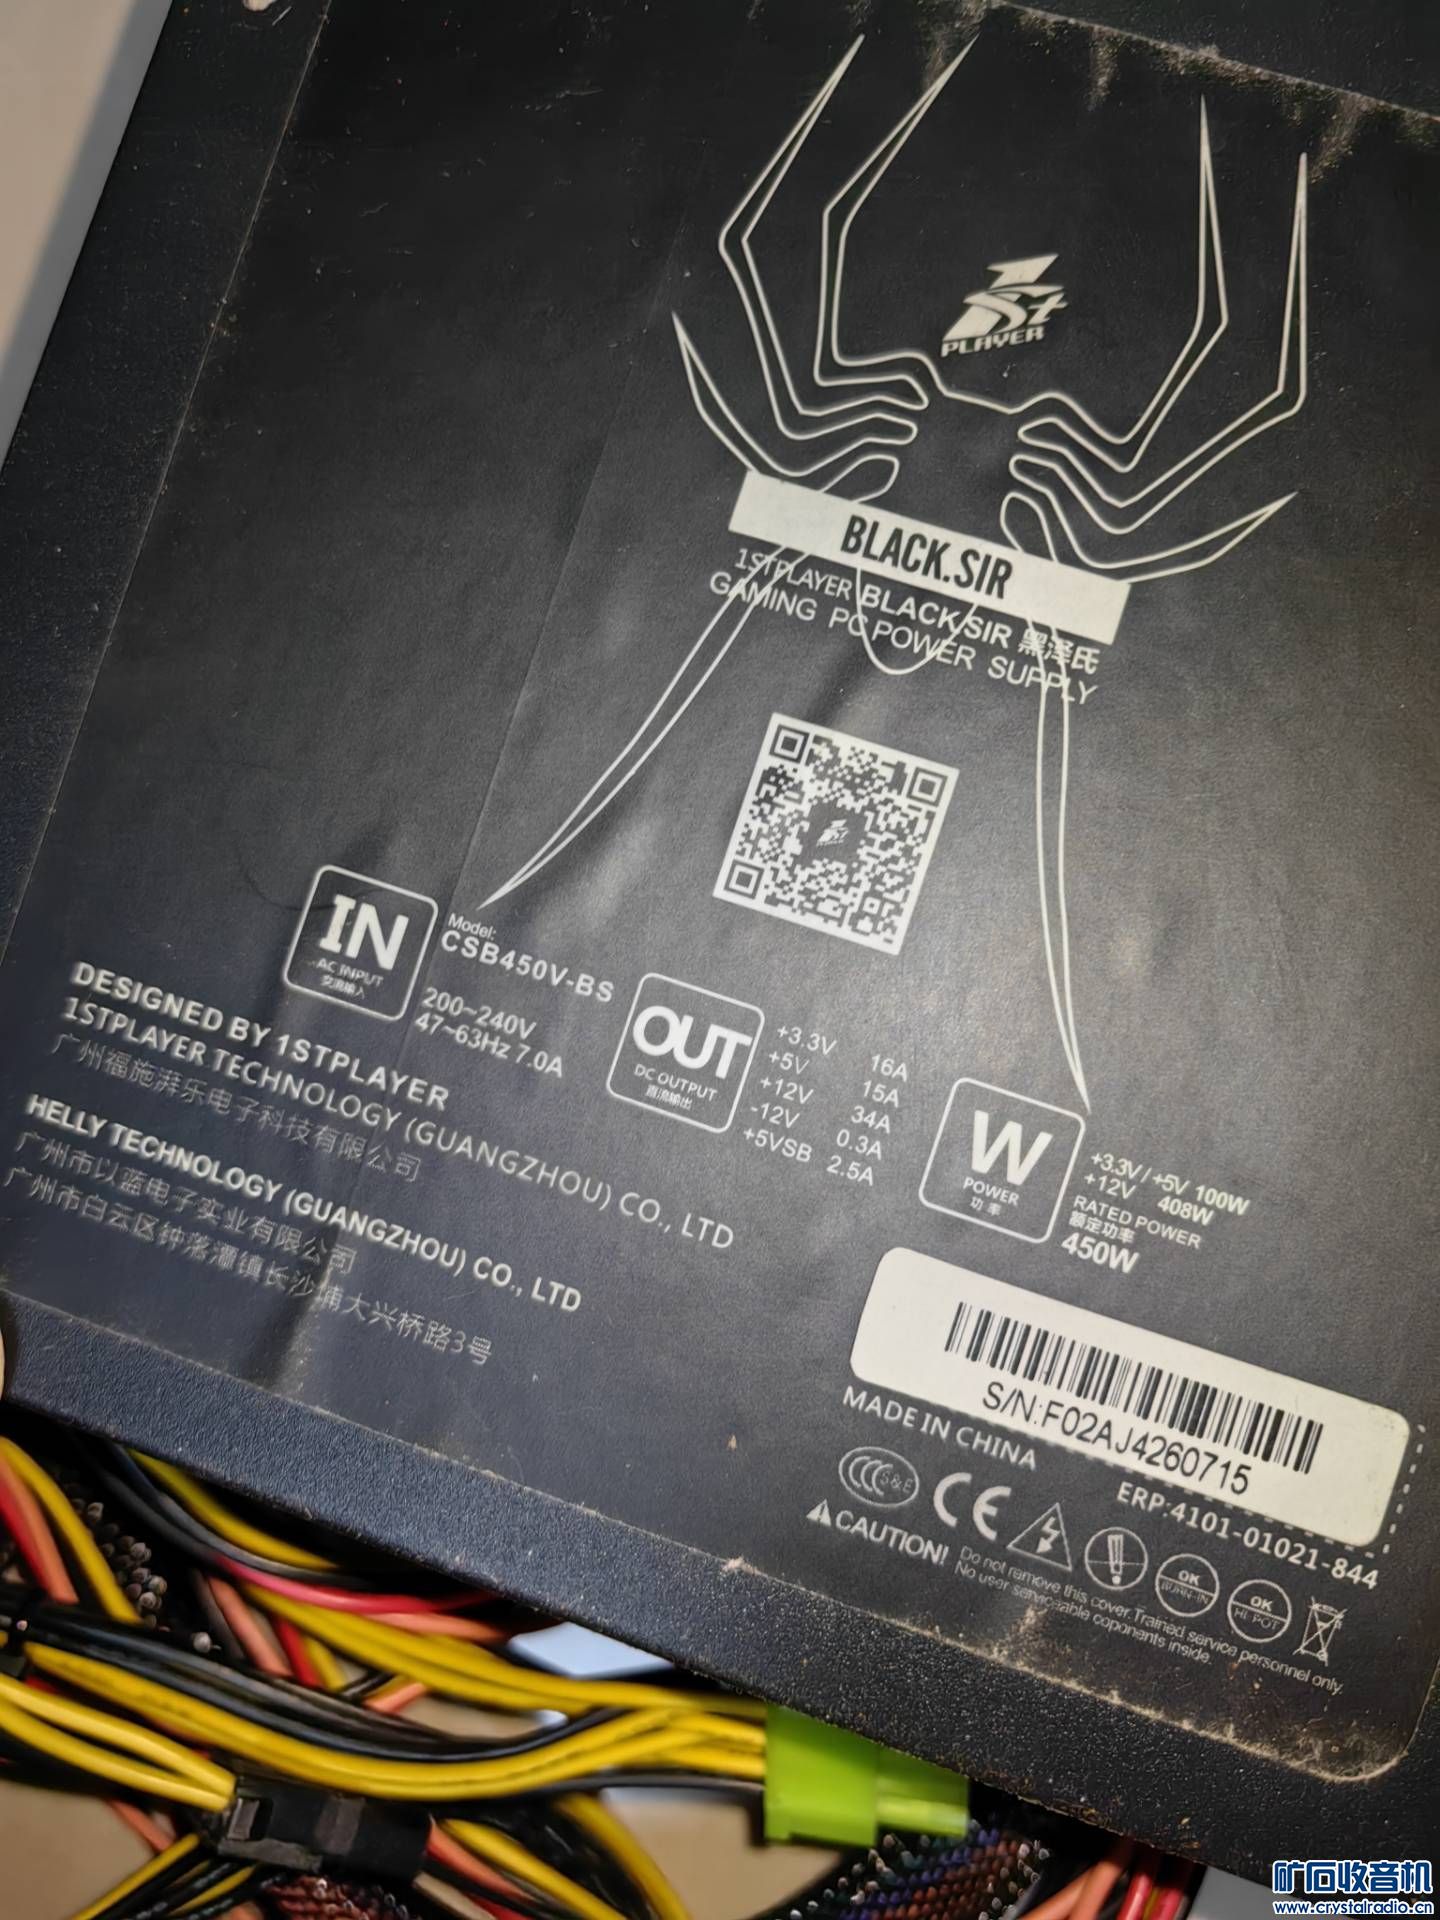 1St+
PLAYER
BLACK.SIR
1STPLAYER BLACK/SIR 黑泽氏
GAMING PC POWER SUPPLY
IN
AC INPUT
交流输入
Model:
CSB450V-BS
200~240V
47~63Hz 7.0A
OUT
DC OUTPUT
直流输出
+3.3V 16A
+5V 15A
+12V 34A
-12V 0.3A
+5VSB 2.5A
W
POWER
功率
+3.3V / +5V 100W
+12V 408W
RATED POWER
额定功率
450W
DESIGNED BY 1STPLAYER
1STPLAYER TECHNOLOGY (GUANGZHOU) CO., LTD
广州福施湃乐电子科技有限公司
HELLY TECHNOLOGY (GUANGZHOU) CO., LTD
广州市以蓝电子实业有限公司
广州市白云区钟落潭镇长沙埔大兴桥路3号
S/N:F02AJ4260715
MADE IN CHINA
ERP:4101-01021-844
CCC S&E CE OK BURN-IN OK HI-POT
CAUTION! Do not remove this cover.Trained service personnel only.
No user serviceable coponents inside.
矿石收音机
www.crystalradio.cn